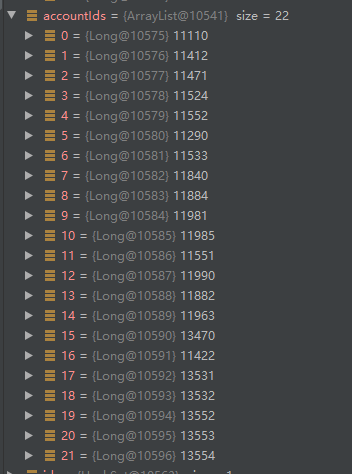 accountIds = {ArrayList@10541} size = 22
0 = {Long@10575} 11110
1 = {Long@10576} 11412
2 = {Long@10577} 11471
3 = {Long@10578} 11524
4 = {Long@10579} 11552
5 = {Long@10580} 11290
6 = {Long@10581} 11533
7 = {Long@10582} 11840
8 = {Long@10583} 11884
9 = {Long@10584} 11981
10 = {Long@10585} 11985
11 = {Long@10586} 11551
12 = {Long@10587} 11990
13 = {Long@10588} 11882
14 = {Long@10589} 11963
15 = {Long@10590} 13470
16 = {Long@10591} 11422
17 = {Long@10592} 13531
18 = {Long@10593} 13532
19 = {Long@10594} 13552
20 = {Long@10595} 13553
21 = {Long@10596} 13554